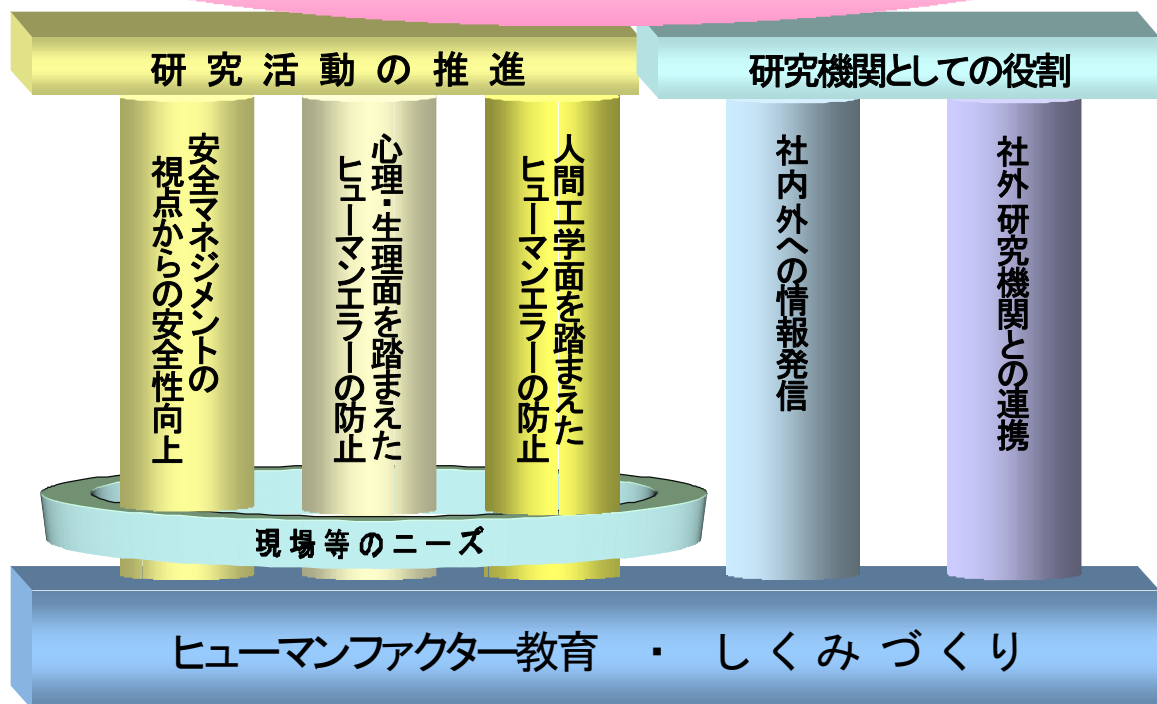 研究活動の推進
研究機関としての役割
安全マネジメントの
視点からの安全性向上
心理・生理面を踏まえた
ヒューマンエラーの防止
人間工学面を踏まえた
ヒューマンエラーの防止
社内外への情報発信
社外研究機関との連携
現場等のニーズ
ヒューマンファクター教育 ・ しくみづくり